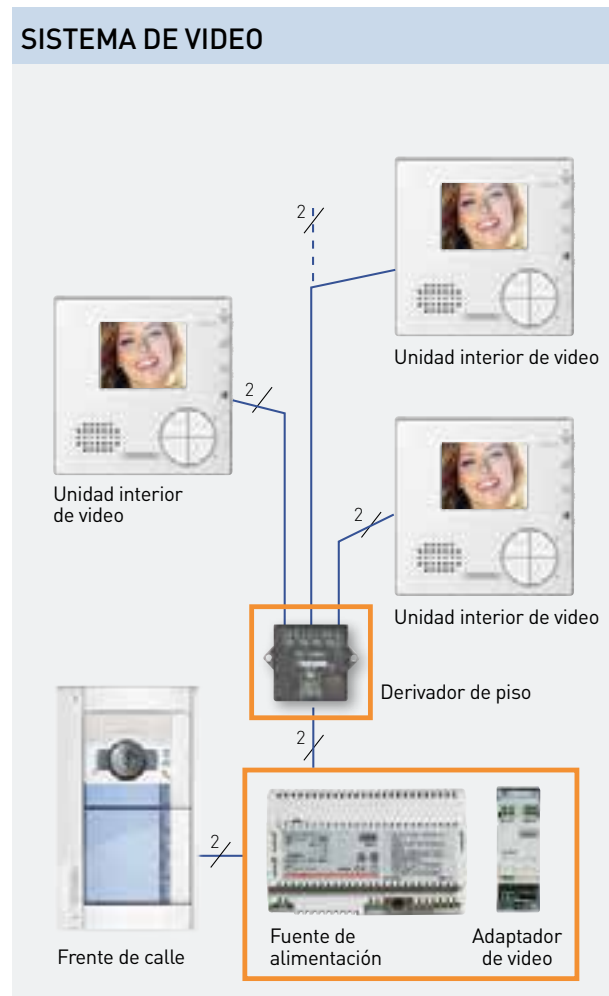 SISTEMA DE VIDEO
2
Unidad interior de video
2
Unidad interior
de video
2
Unidad interior de video
Derivador de piso
2
2
Frente de calle
Fuente de
alimentación
Adaptador
de video